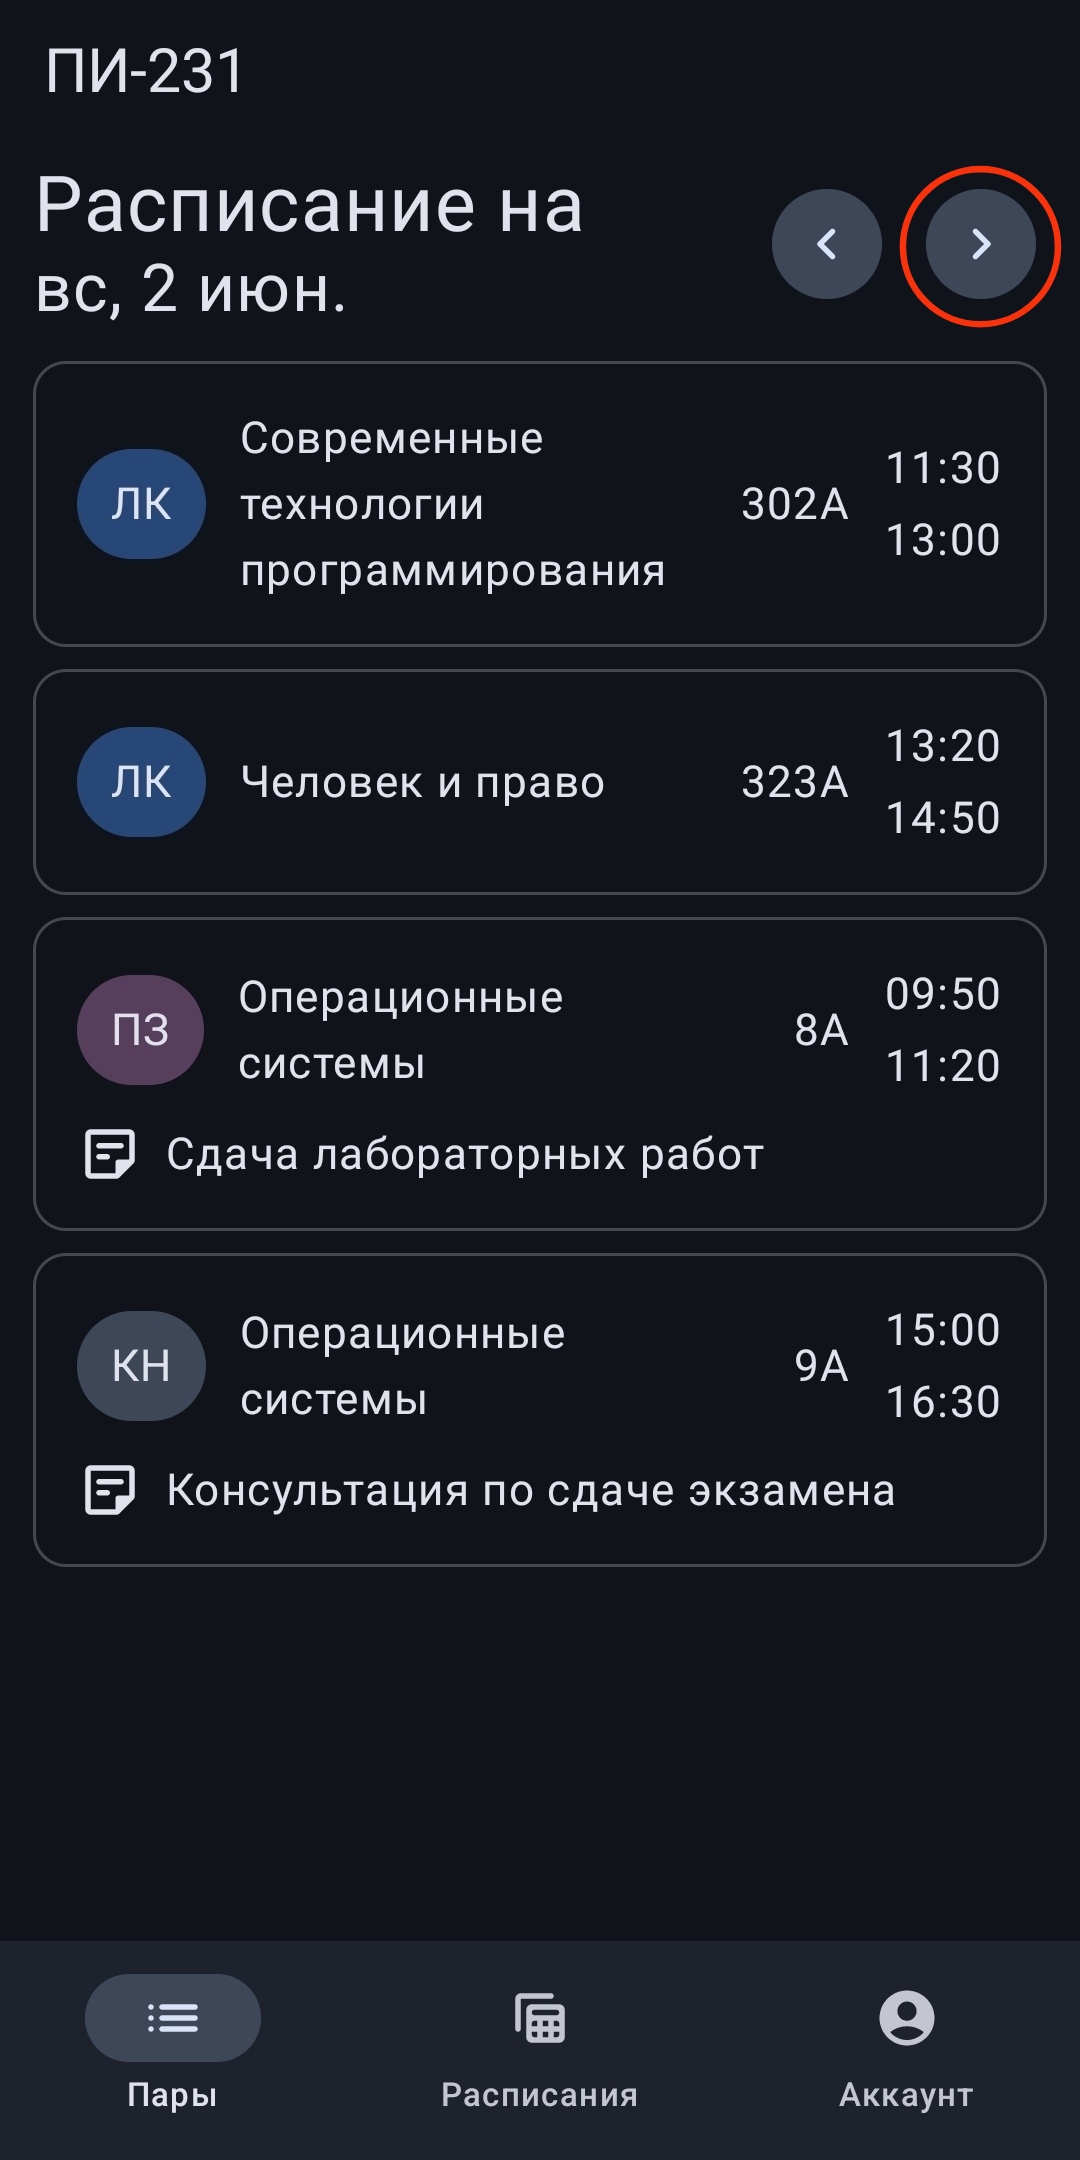 ПИ-231
Расписание на
вс, 2 июн.
ЛК
Современные
технологии
программирования
302А
11:30
13:00
ЛК
Человек и право
323А
13:20
14:50
ПЗ
Операционные
системы
8А
09:50
11:20
Сдача лабораторных работ
КН
Операционные
системы
9А
15:00
16:30
Консультация по сдаче экзамена
Пары
Расписания
Аккаунт